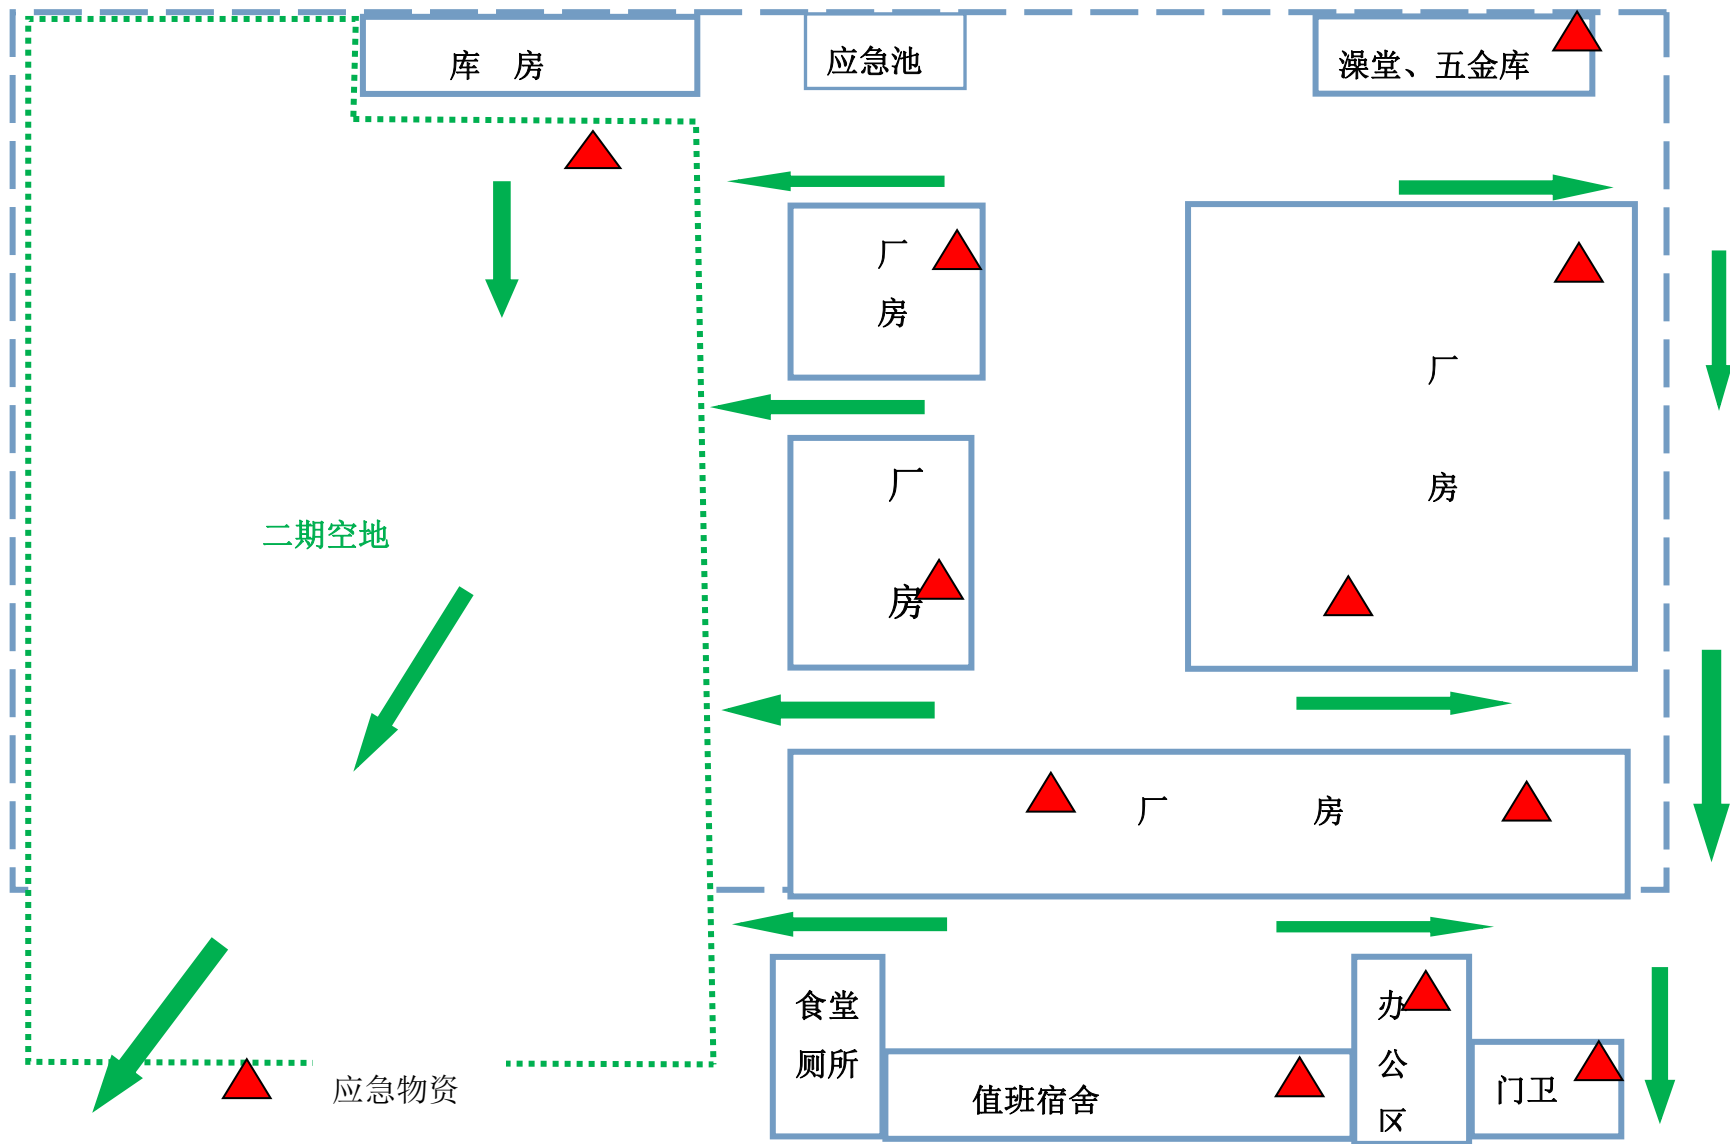 库 房
应急池
澡堂、五金库
厂
房
厂
房
厂
房
二期空地
厂 房
食堂
厕所
值班宿舍
办
公
区
门卫
应急物资